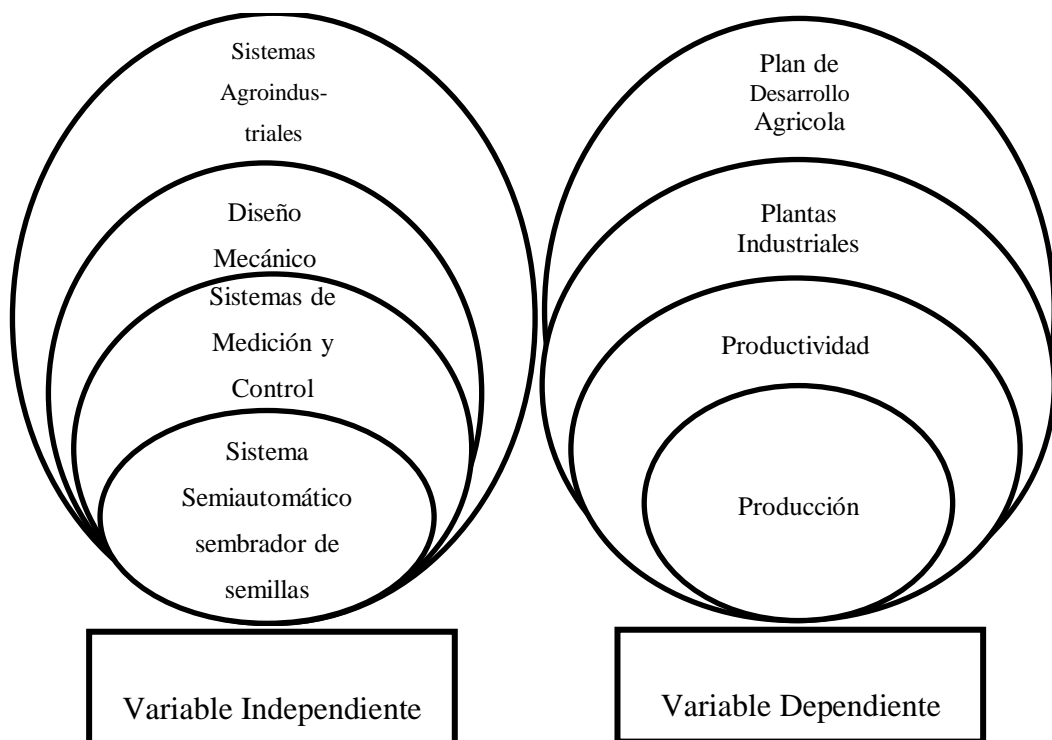 Sistemas
Agroindus-
triales
Diseño
Mecánico
Sistemas de
Medición y
Control
Sistema
Semiautomático
sembrador de
semillas
Variable Independiente
Plan de
Desarrollo
Agricola
Plantas
Industriales
Productividad
Producción
Variable Dependiente